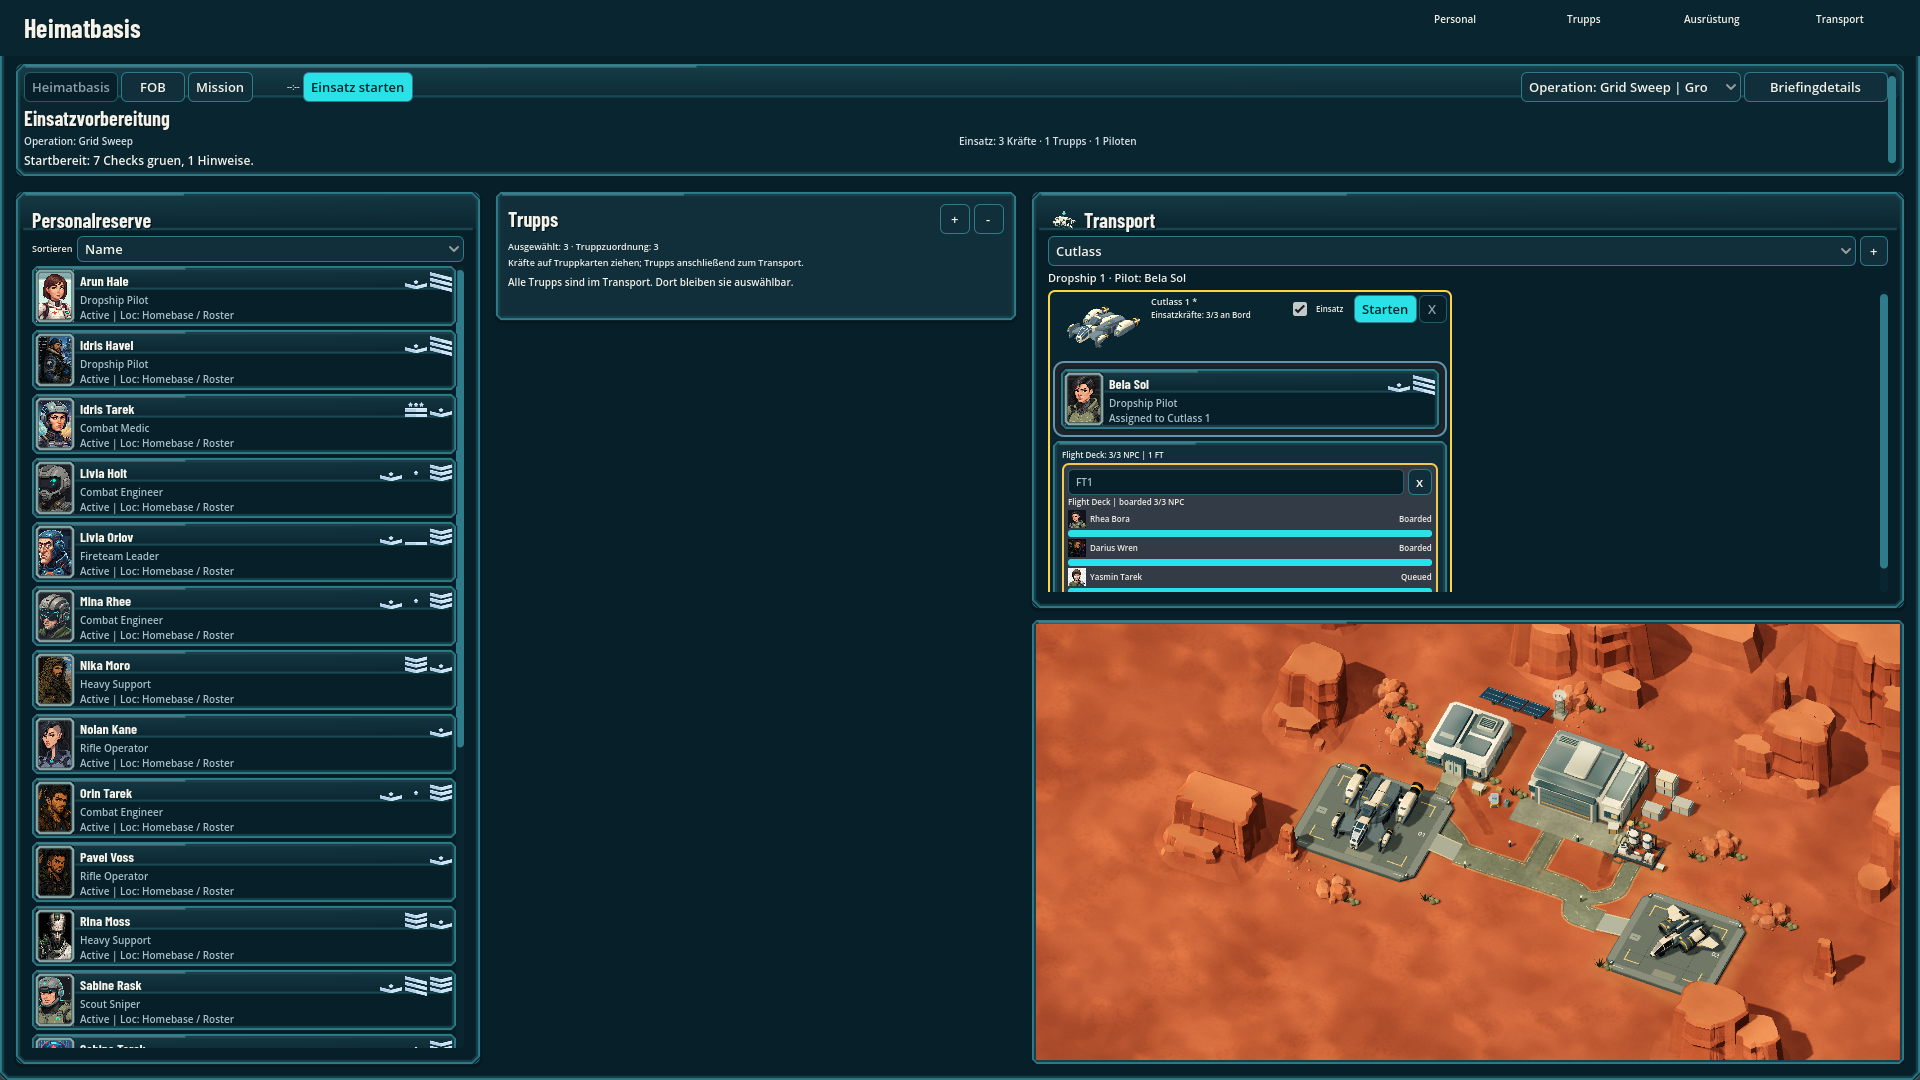 Heimatbasis
Personal
Trupps
Ausrüstung
Transport
Heimatbasis
FOB
Mission
--:--
Einsatz starten
Operation: Grid Sweep | Gro
Briefingdetails
Einsatzvorbereitung
Operation: Grid Sweep
Einsatz: 3 Kräfte · 1 Trupps · 1 Piloten
Startbereit: 7 Checks gruen, 1 Hinweise.
Personalreserve
Sortieren
Name
Arun Hale
Dropship Pilot
Active | Loc: Homebase / Roster
Idris Havel
Dropship Pilot
Active | Loc: Homebase / Roster
Idris Tarek
Combat Medic
Active | Loc: Homebase / Roster
Livia Holt
Combat Engineer
Active | Loc: Homebase / Roster
Livia Orlov
Fireteam Leader
Active | Loc: Homebase / Roster
Mina Rhee
Combat Engineer
Active | Loc: Homebase / Roster
Nika Moro
Heavy Support
Active | Loc: Homebase / Roster
Nolan Kane
Rifle Operator
Active | Loc: Homebase / Roster
Orin Tarek
Combat Engineer
Active | Loc: Homebase / Roster
Pavel Voss
Rifle Operator
Active | Loc: Homebase / Roster
Rina Moss
Heavy Support
Active | Loc: Homebase / Roster
Sabine Rask
Scout Sniper
Active | Loc: Homebase / Roster
Sabine Tarek
Trupps
+
-
Ausgewählt: 3 · Truppzuordnung: 3
Kräfte auf Truppkarten ziehen; Trupps anschließend zum Transport.
Alle Trupps sind im Transport. Dort bleiben sie auswählbar.
Transport
Cutlass
+
Dropship 1 · Pilot: Bela Sol
Cutlass 1 *
Einsatzkräfte: 3/3 an Bord
Einsatz
Starten
X
Bela Sol
Dropship Pilot
Assigned to Cutlass 1
Flight Deck: 3/3 NPC | 1 FT
FT1
x
Flight Deck | boarded 3/3 NPC
Rhea Bora
Boarded
Darius Wren
Boarded
Yasmin Tarek
Queued